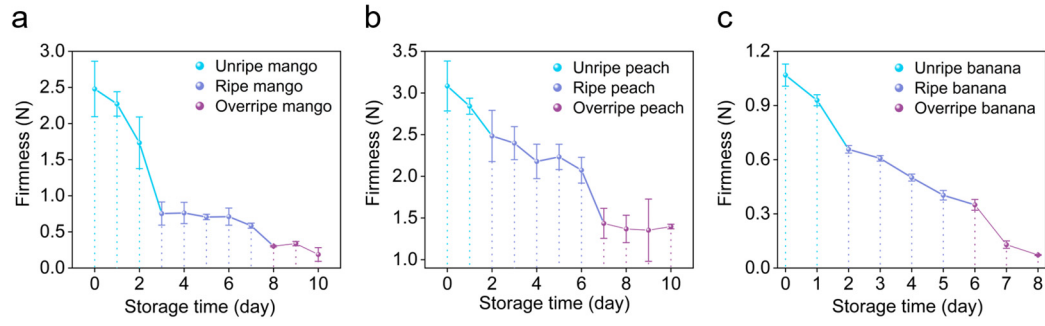 a
Firmness (N)
3.0
2.5
2.0
1.5
1.0
0.5
0.0
Unripe mango
Ripe mango
Overripe mango
0 2 4 6 8 10
Storage time (day)
b
Firmness (N)
3.5
3.0
2.5
2.0
1.5
1.0
Unripe peach
Ripe peach
Overripe peach
0 2 4 6 8 10
Storage time (day)
c
Firmness (N)
1.2
0.9
0.6
0.3
0.0
Unripe banana
Ripe banana
Overripe banana
0 1 2 3 4 5 6 7 8
Storage time (day)